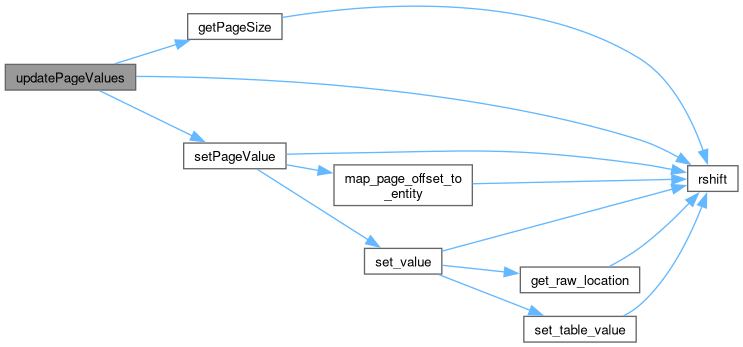 getPageSize
updatePageValues
setPageValue
map_page_offset_to
_entity
rshift
set_value
get_raw_location
set_table_value